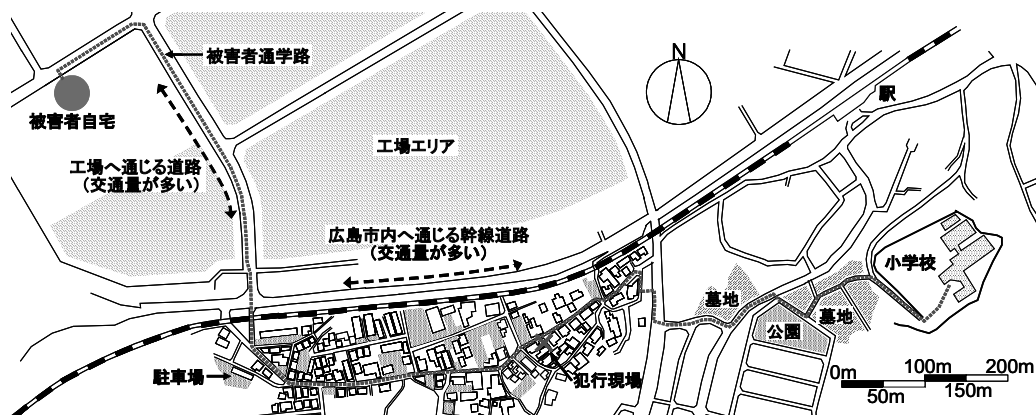 被害者通学路
N
駅
被害者自宅
工場へ通じる道路
(交通量が多い)
工場エリア
広島市内へ通じる幹線道路
(交通量が多い)
小学校
墓地
墓地
公園
駐車場
犯行現場
0m
100m
200m
50m
150m